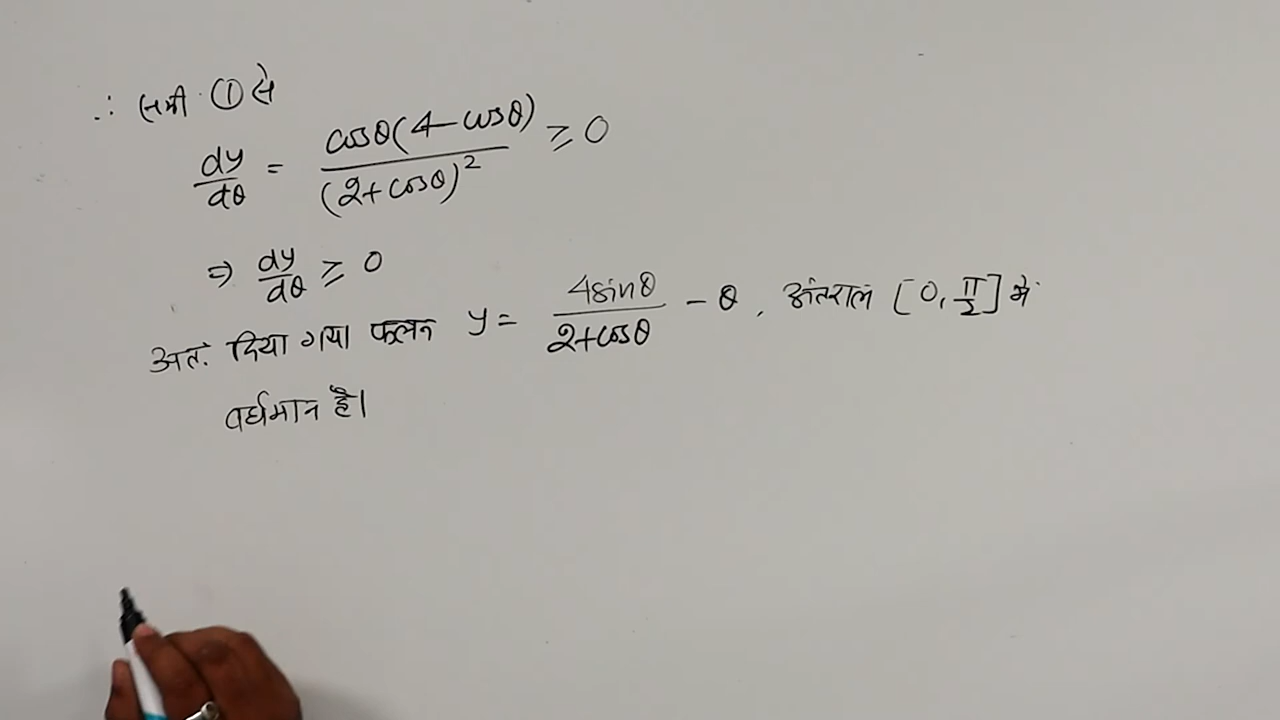 ∴ समी ① से
dy/dθ = cosθ(4-cosθ)/(2+cosθ)² ≥ 0
⇒ dy/dθ ≥ 0
अतः दिया गया फलन y = 4sinθ/2+cosθ - θ, अंतराल [0, π/2] मे
वर्धमान है।